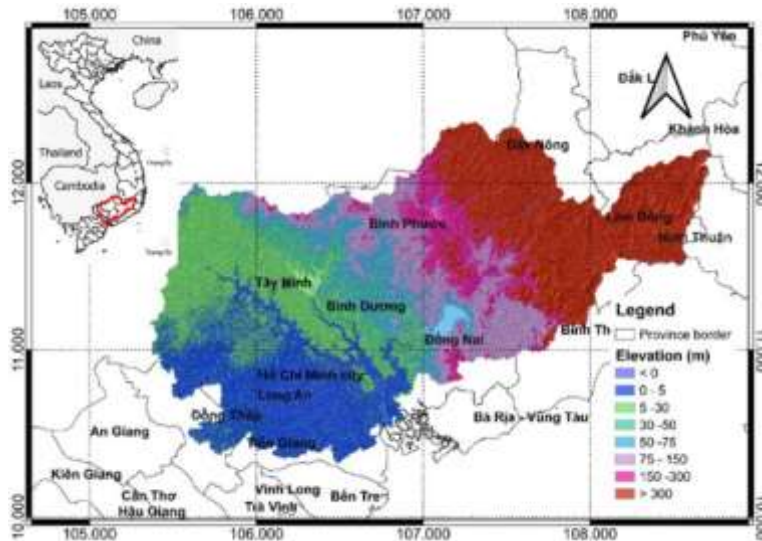 105.000 106.000 107.000 108.000
China
Laos
Thailand
Cambodia
Phú Yên
Đắk L
Khánh Hòa
Đắk Nông
12.000
12.000
Bình Phước
Lâm Đồng
Ninh Thuận
Tây Ninh
Bình Dương
Đồng Nai
Bình Th
11.000
11.000
Hồ Chí Minh city
Long An
Đồng Tháp
Bà Rịa - Vũng Tàu
An Giang
Tiền Giang
Kiên Giang
Cần Thơ
Hậu Giang
Vĩnh Long
Trà Vinh
Bến Tre
Legend
Province border
Elevation (m)
< 0
0 - 5
5 - 30
30 -50
50 -75
75 - 150
150 -300
> 300
10.000
105.000 106.000 107.000 108.000